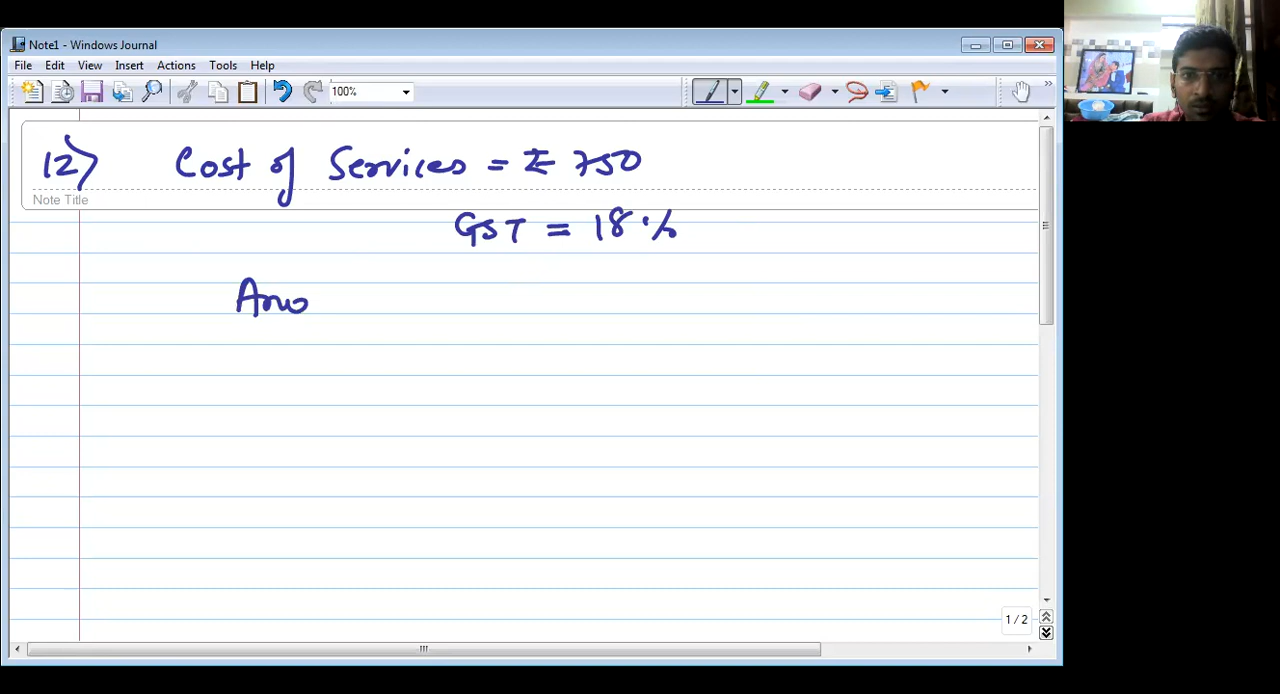 Note1 - Windows Journal
File Edit View Insert Actions Tools Help
100%
12) Cost of Services = ₹ 750
Note Title
GST = 18%
Amo
1 / 2